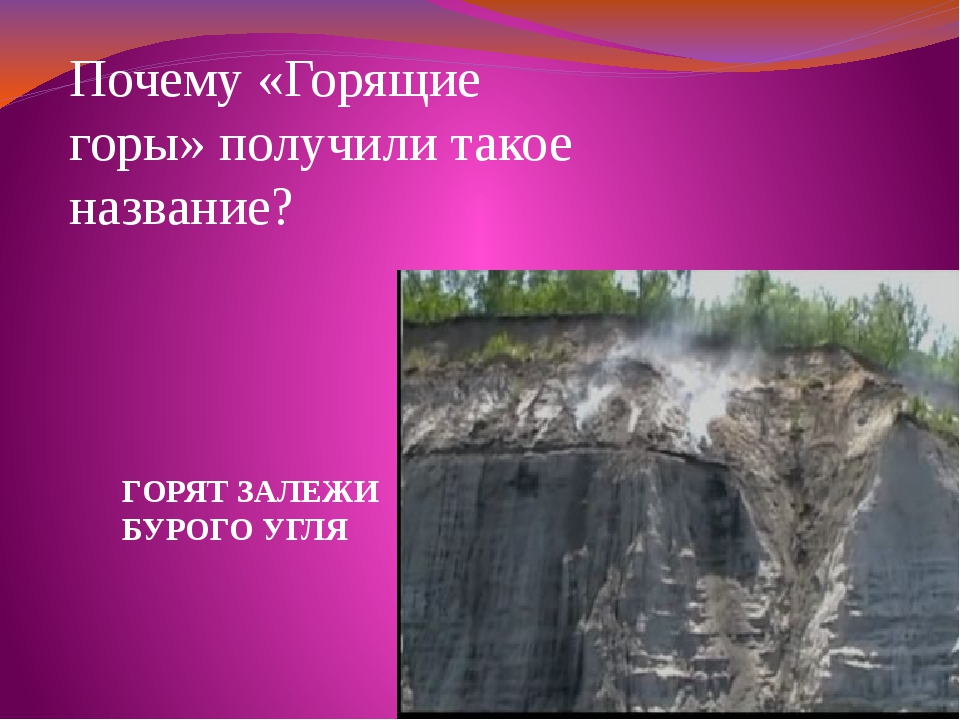 Почему «Горящие
горы» получили такое
название?
ГОРЯТ ЗАЛЕЖИ
БУРОГО УГЛЯ